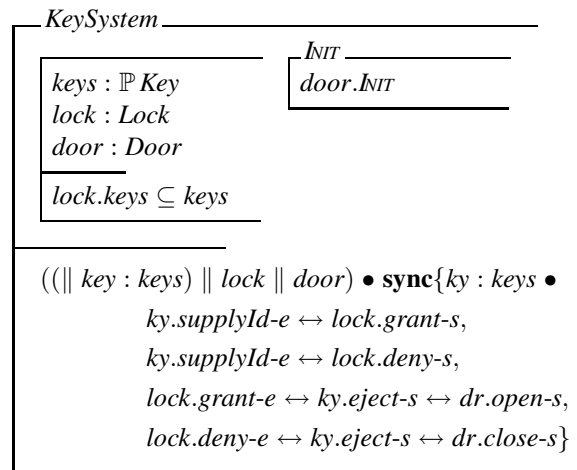 KeySystem
INIT
keys : ℙ Key
door.INIT
lock : Lock
door : Door
lock.keys ⊆ keys
((∥ key : keys) ∥ lock ∥ door) • sync{ky : keys •
ky.supplyId-e ↔ lock.grant-s,
ky.supplyId-e ↔ lock.deny-s,
lock.grant-e ↔ ky.eject-s ↔ dr.open-s,
lock.deny-e ↔ ky.eject-s ↔ dr.close-s}